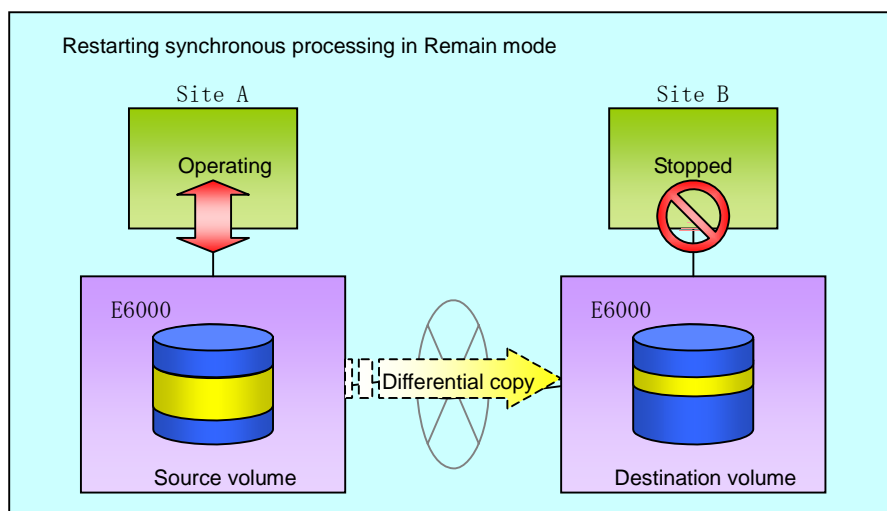 Restarting synchronous processing in Remain mode
Site A
Site B
Operating
Stopped
E6000
E6000
Differential copy
Source volume
Destination volume